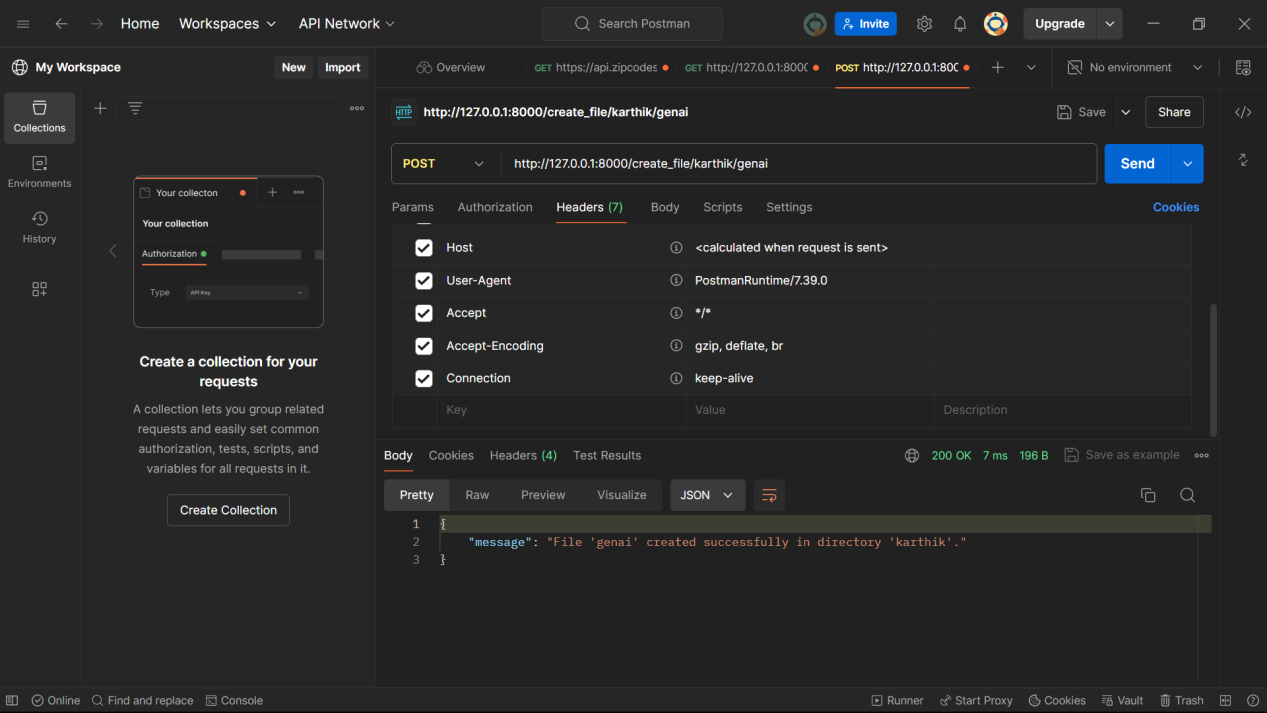 Home Workspaces API Network Search Postman Invite Upgrade
My Workspace New Import Overview GET https://api.zipcodes GET http://127.0.0.1:8000 POST http://127.0.0.1:800 No environment
Collections
Environments
History
Your collecton
Your collection
Authorization
Type API Key
Create a collection for your
requests
A collection lets you group related
requests and easily set common
authorization, tests, scripts, and
variables for all requests in it.
Create Collection
HTTP http://127.0.0.1:8000/create_file/karthik/genai Save Share
POST http://127.0.0.1:8000/create_file/karthik/genai Send
Params Authorization Headers (7) Body Scripts Settings Cookies
Host <calculated when request is sent>
User-Agent PostmanRuntime/7.39.0
Accept */*
Accept-Encoding gzip, deflate, br
Connection keep-alive
Key Value Description
Body Cookies Headers (4) Test Results 200 OK 7 ms 196 B Save as example
Pretty Raw Preview Visualize JSON
1 {
2 "message": "File 'genai' created successfully in directory 'karthik'."
3 }
Online Find and replace Console Runner Start Proxy Cookies Vault Trash